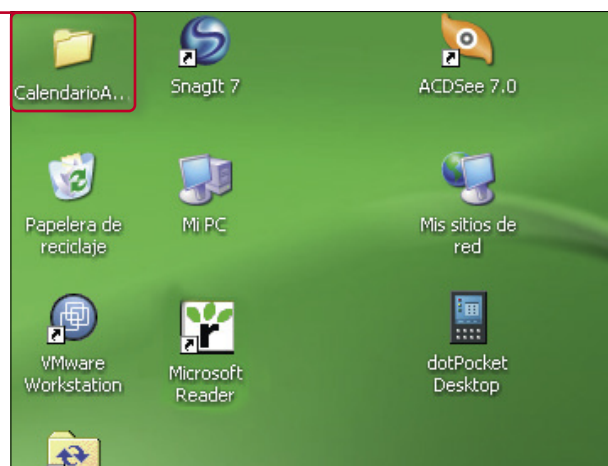 CalendarioA...
SnagIt 7
ACDSee 7.0
Papelera de
reciclaje
Mi PC
Mis sitios de
red
VMware
Workstation
Microsoft
Reader
dotPocket
Desktop